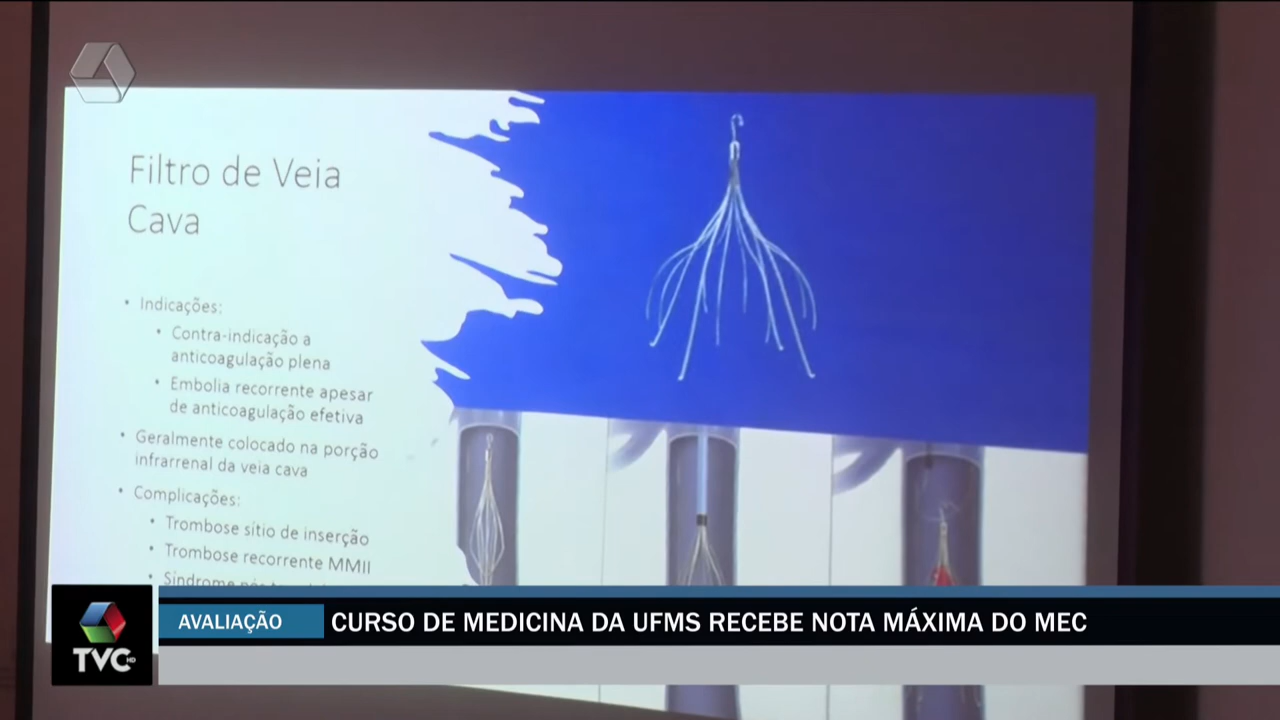 Filtro de Veia
Cava
• Indicações:
• Contra-indicação a
anticoagulação plena
• Embolia recorrente apesar
de anticoagulação efetiva
• Geralmente colocado na porção
infrarrenal da veia cava
• Complicações:
• Trombose sítio de inserção
• Trombose recorrente MMII
• Síndrome
AVALIAÇÃO
CURSO DE MEDICINA DA UFMS RECEBE NOTA MÁXIMA DO MEC
TVC HD